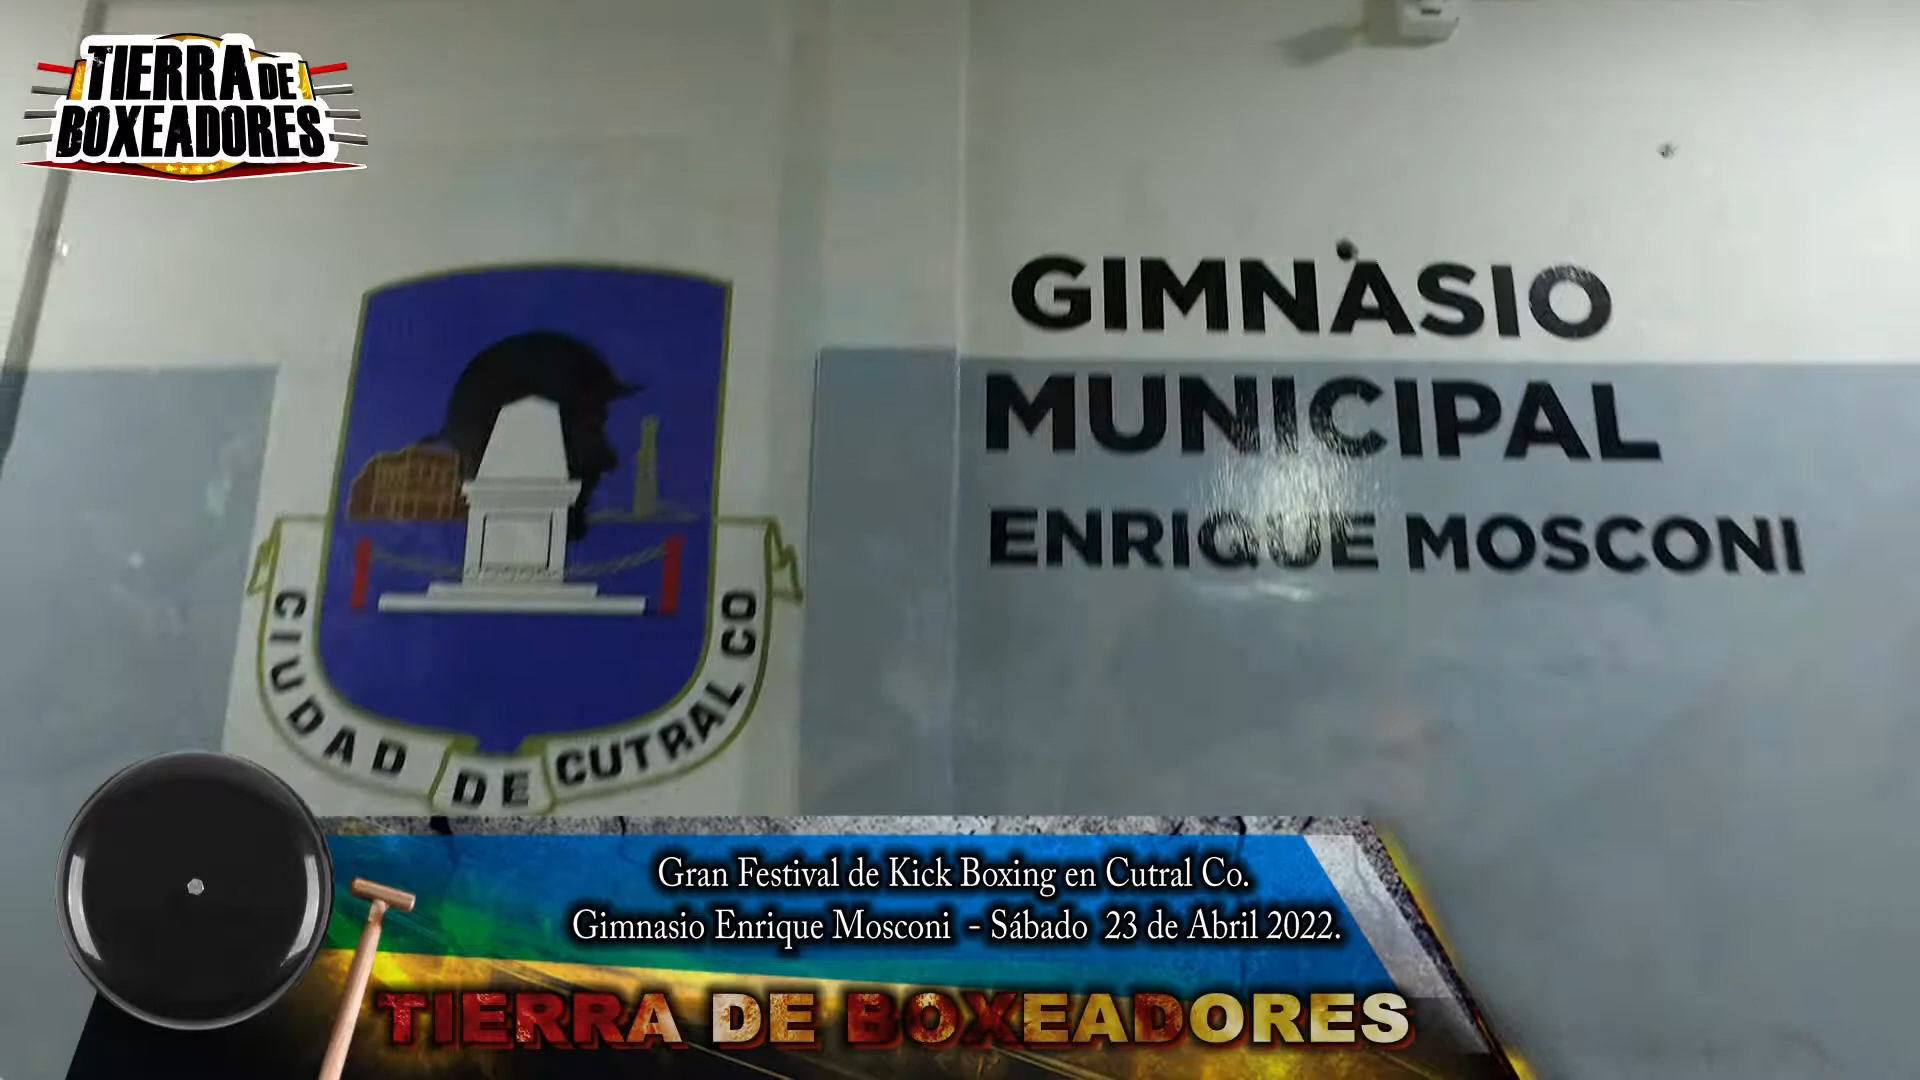 TIERRA DE
BOXEADORES
GIMNÀSIO
MUNICIPAL
ENRIQUE MOSCONI
CIUDAD DE CUTRAL CO
Gran Festival de Kick Boxing en Cutral Co.
Gimnasio Enrique Mosconi - Sábado 23 de Abril 2022.
TIERRA DE BOXEADORES